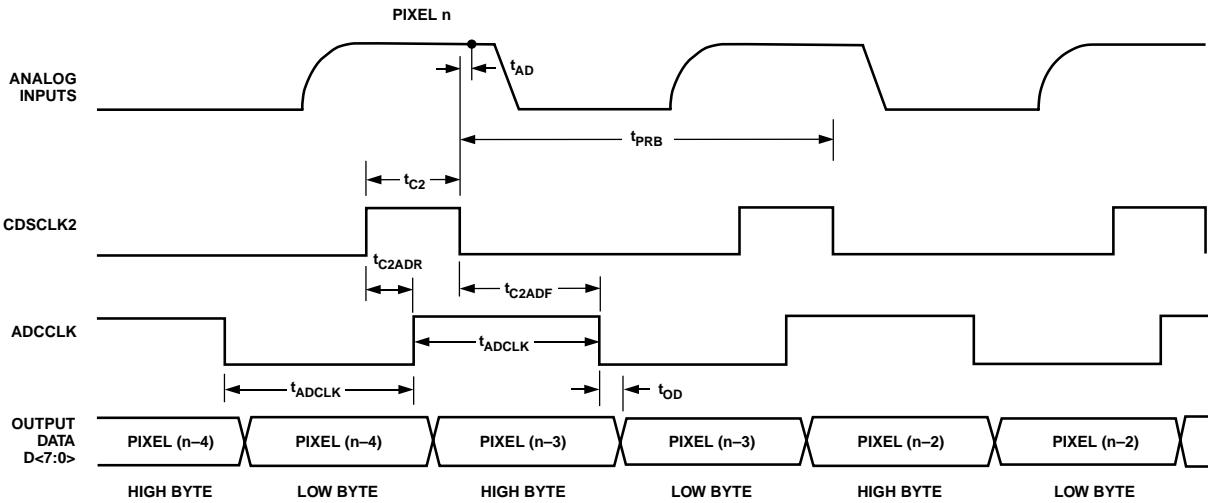 PIXEL n
ANALOG
INPUTS
tAD
tPRB
tC2
CDSCLK2
tC2ADR
tC2ADF
ADCCLK
tADCLK
tADCLK
tOD
OUTPUT
DATA
D<7:0>
PIXEL (n–4)
PIXEL (n–4)
PIXEL (n–3)
PIXEL (n–3)
PIXEL (n–2)
PIXEL (n–2)
HIGH BYTE
LOW BYTE
HIGH BYTE
LOW BYTE
HIGH BYTE
LOW BYTE